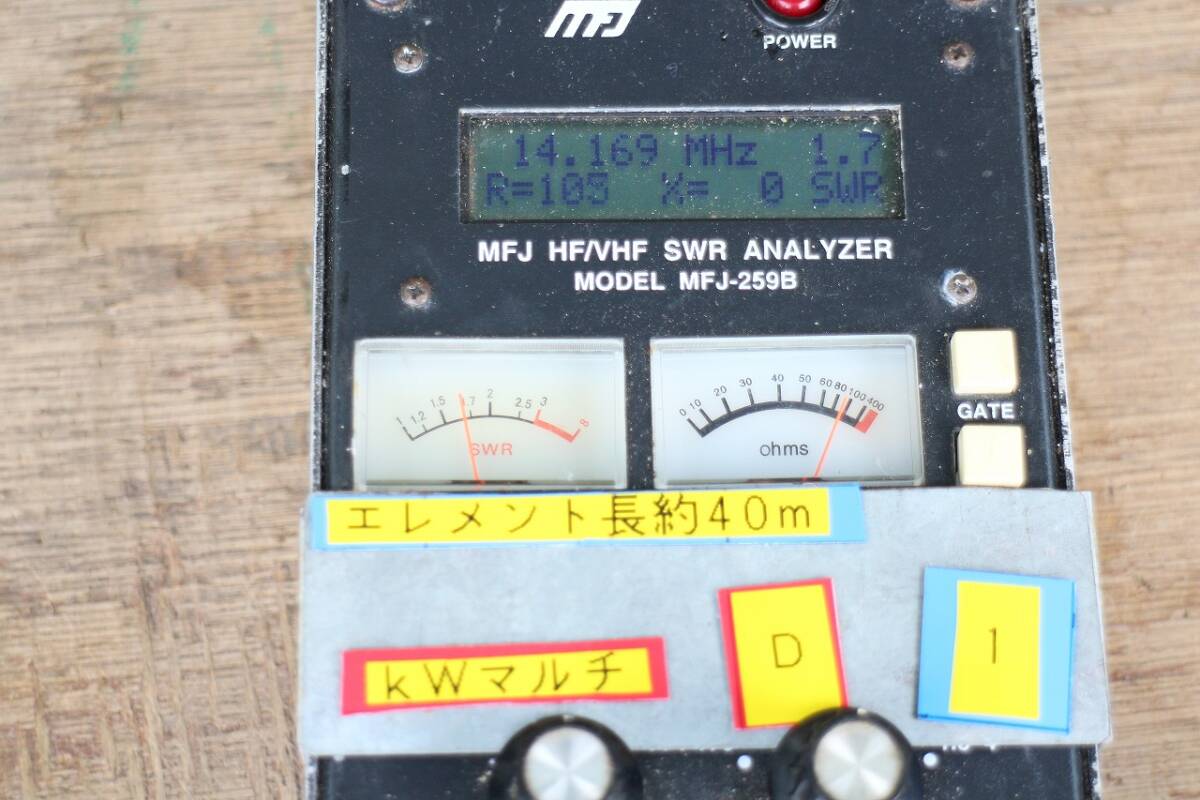 MFJ
POWER
14.169 MHz 1.7
R=105 X= 0 SWR
MFJ HF/VHF SWR ANALYZER
MODEL MFJ-259B
1 1.2 1.5 1.7 2 2.5 3 8
SWR
0 10 20 30 40 50 60 80 100 400
ohms
GATE
エレメント長約40m
kWマルチ
D
1